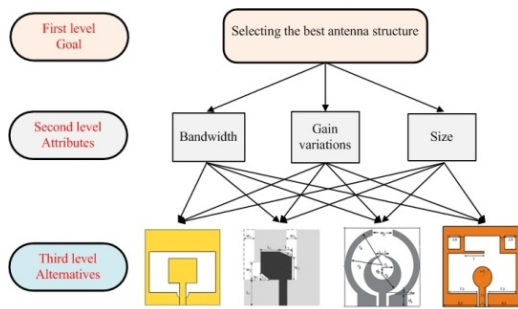 First level
Goal
Selecting the best antenna structure
Second level
Attributes
Bandwidth
Gain
variations
Size
Third level
Alternatives